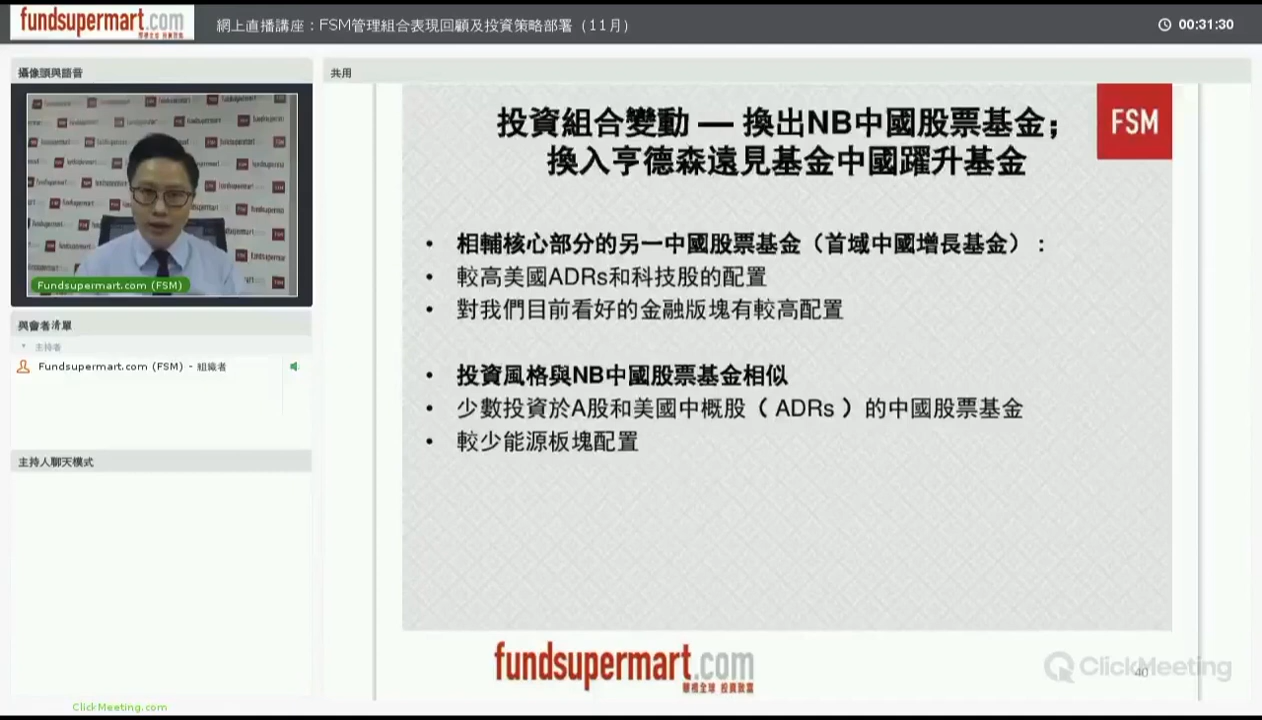 fundsupermart.com
網上直播講座：FSM管理組合表現回顧及投資策略部署（11月）
00:31:30
攝像頭與語音
共用
Fundsupermart.com (FSM)
與會者清單
主持者
Fundsupermart.com (FSM) - 組織者
主持人聊天模式
ClickMeeting.com
FSM
投資組合變動 — 換出NB中國股票基金；
換入亨德森遠見基金中國躍升基金
• 相輔核心部分的另一中國股票基金（首域中國增長基金）：
• 較高美國ADRs和科技股的配置
• 對我們目前看好的金融版塊有較高配置
• 投資風格與NB中國股票基金相似
• 少數投資於A股和美國中概股（ ADRs ）的中國股票基金
• 較少能源板塊配置
fundsupermart.com
ClickMeeting
40